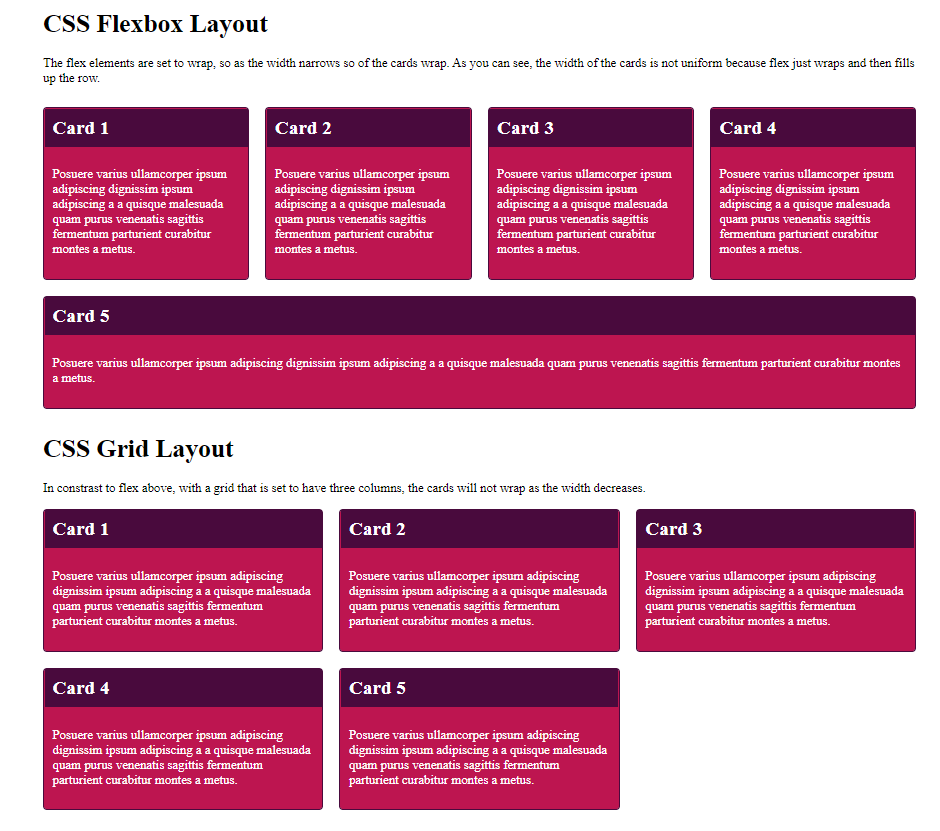 CSS Flexbox Layout
The flex elements are set to wrap, so as the width narrows so of the cards wrap. As you can see, the width of the cards is not uniform because flex just wraps and then fills
up the row.
Card 1
Posuere varius ullamcorper ipsum
adipiscing dignissim ipsum
adipiscing a a quisque malesuada
quam purus venenatis sagittis
fermentum parturient curabitur
montes a metus.
Card 2
Posuere varius ullamcorper ipsum
adipiscing dignissim ipsum
adipiscing a a quisque malesuada
quam purus venenatis sagittis
fermentum parturient curabitur
montes a metus.
Card 3
Posuere varius ullamcorper ipsum
adipiscing dignissim ipsum
adipiscing a a quisque malesuada
quam purus venenatis sagittis
fermentum parturient curabitur
montes a metus.
Card 4
Posuere varius ullamcorper ipsum
adipiscing dignissim ipsum
adipiscing a a quisque malesuada
quam purus venenatis sagittis
fermentum parturient curabitur
montes a metus.
Card 5
Posuere varius ullamcorper ipsum adipiscing dignissim ipsum adipiscing a a quisque malesuada quam purus venenatis sagittis fermentum parturient curabitur montes
a metus.
CSS Grid Layout
In constrast to flex above, with a grid that is set to have three columns, the cards will not wrap as the width decreases.
Card 1
Posuere varius ullamcorper ipsum adipiscing
dignissim ipsum adipiscing a a quisque malesuada
quam purus venenatis sagittis fermentum
parturient curabitur montes a metus.
Card 2
Posuere varius ullamcorper ipsum adipiscing
dignissim ipsum adipiscing a a quisque malesuada
quam purus venenatis sagittis fermentum
parturient curabitur montes a metus.
Card 3
Posuere varius ullamcorper ipsum adipiscing
dignissim ipsum adipiscing a a quisque malesuada
quam purus venenatis sagittis fermentum
parturient curabitur montes a metus.
Card 4
Posuere varius ullamcorper ipsum adipiscing
dignissim ipsum adipiscing a a quisque malesuada
quam purus venenatis sagittis fermentum
parturient curabitur montes a metus.
Card 5
Posuere varius ullamcorper ipsum adipiscing
dignissim ipsum adipiscing a a quisque malesuada
quam purus venenatis sagittis fermentum
parturient curabitur montes a metus.